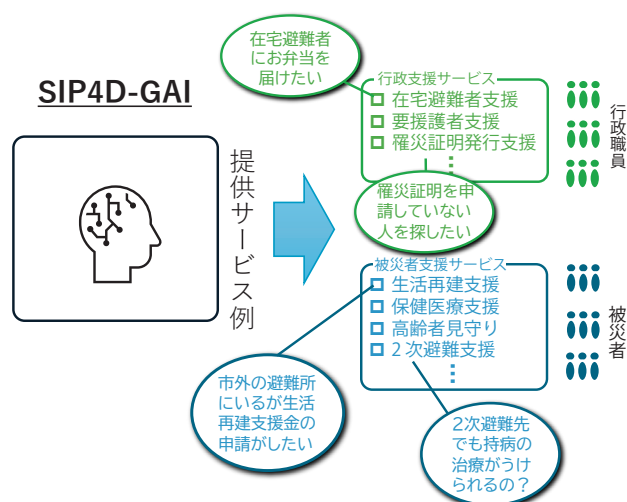 在宅避難者
にお弁当を
届けたい
SIP4D-GAI
提供サービス例
行政支援サービス
在宅避難者支援
要援護者支援
罹災証明発行支援
⋮
行政職員
罹災証明を申
請していない
人を探したい
被災者支援サービス
生活再建支援
保健医療支援
高齢者見守り
2次避難支援
⋮
被災者
市外の避難所
にいるが生活
再建支援金の
申請がしたい
2次避難先
でも持病の
治療がうけ
られるの？